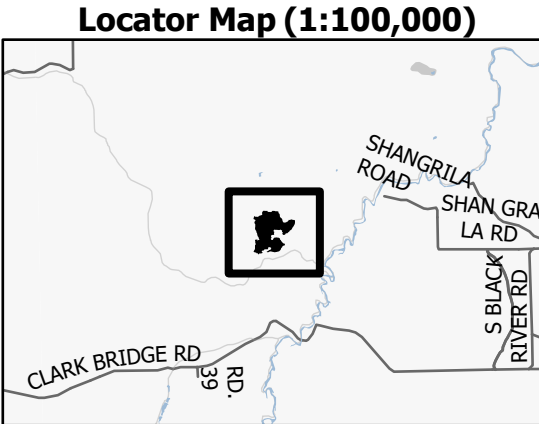 Locator Map (1:100,000)
SHANGRILA
ROAD
SHAN GRA
LA RD
S BLACK
RIVER RD
CLARK BRIDGE RD
RD.
39